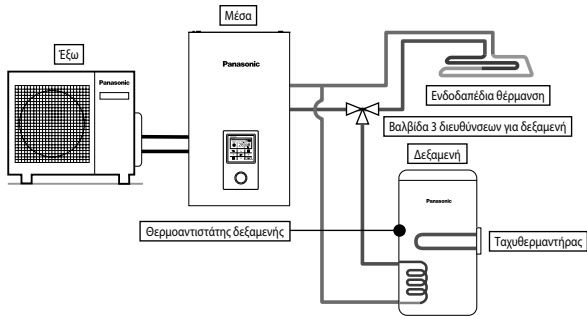 Έξω
Μέσα
Panasonic
Panasonic
Ενδοδαπέδια θέρμανση
Βαλβίδα 3 διευθύνσεων για δεξαμενή
Δεξαμενή
Panasonic
Θερμοαντιστάτης δεξαμενής
Ταχυθερμαντήρας